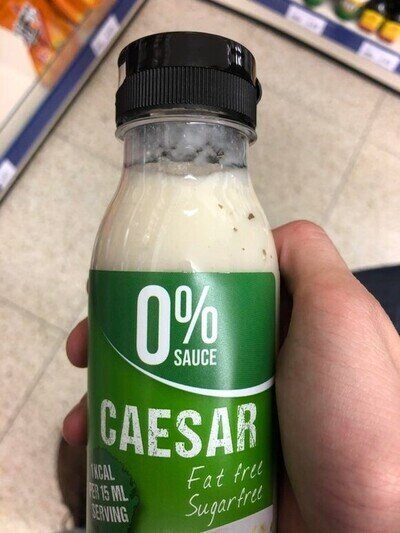 0%
SAUCE
CAESAR
Fat free
Sugarfree
KCAL
PER 15 ML
SERVING